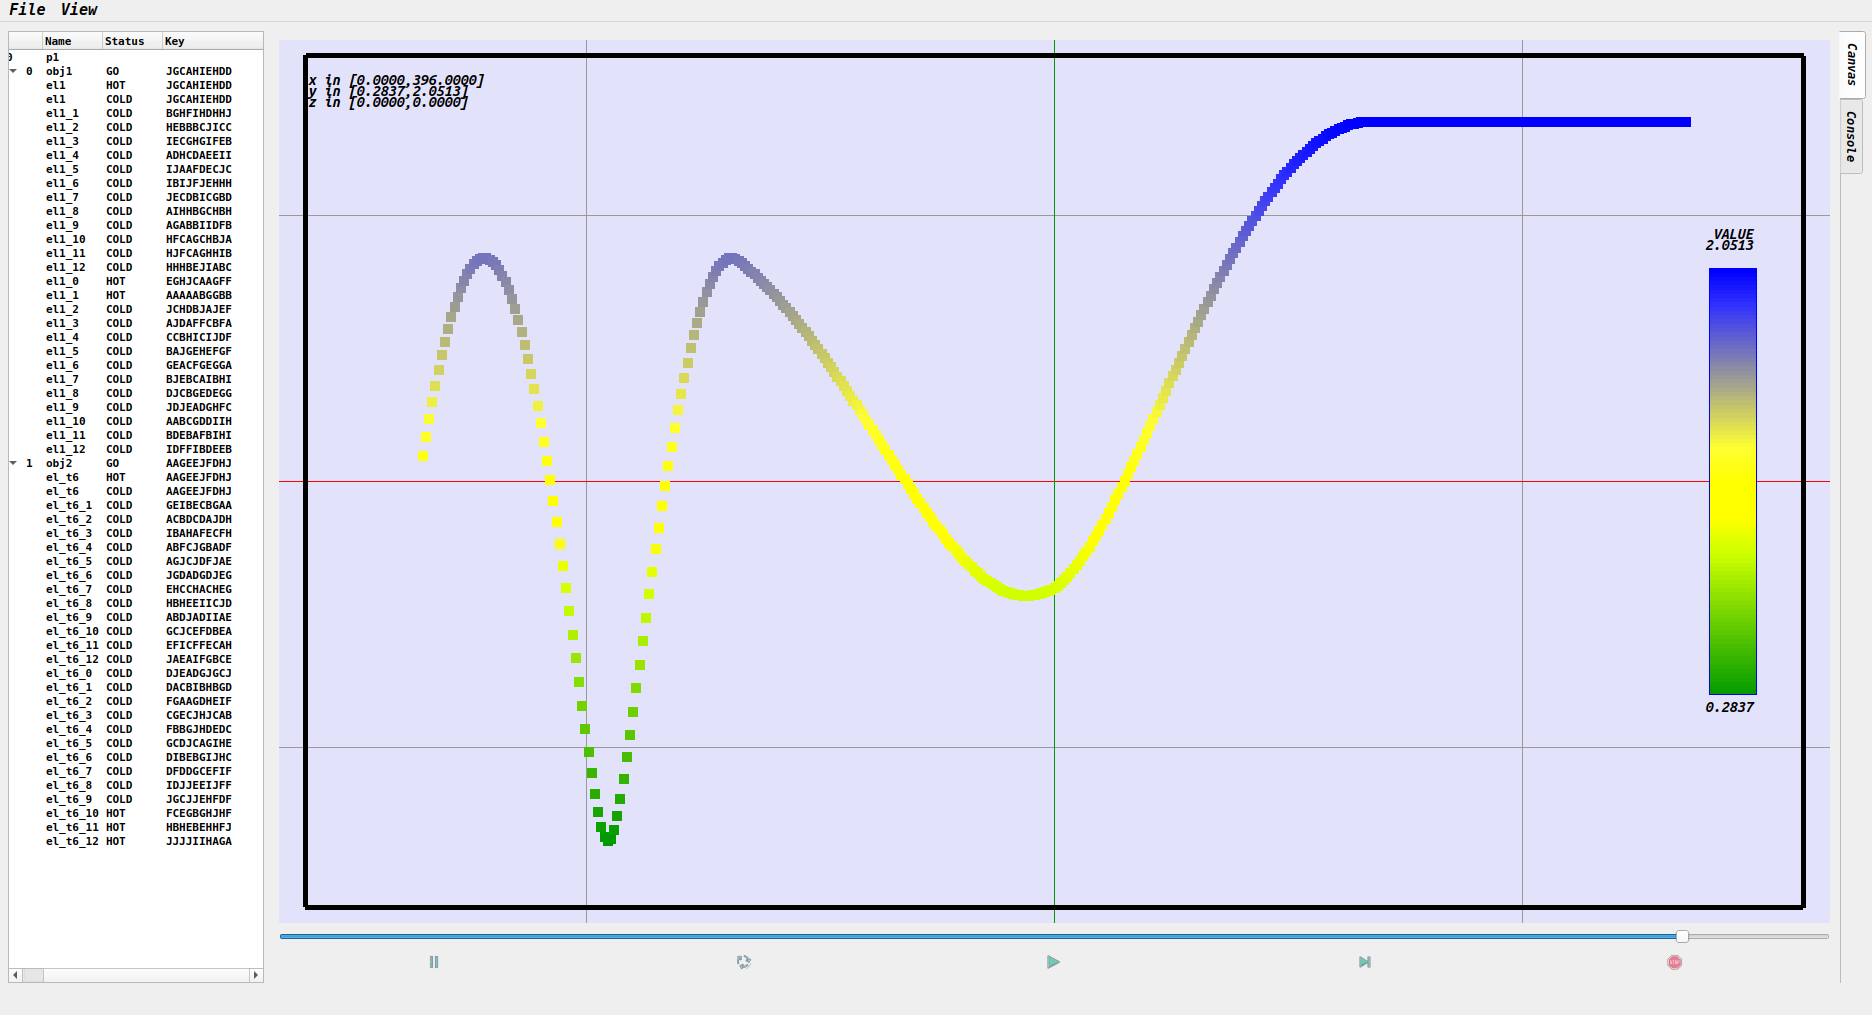 File View
Name Status Key
p1
0 obj1 GO JGCAHIEHDD
el1 HOT JGCAHIEHDD
el1 COLD JGCAHIEHDD
el1_1 COLD BGHFIHDHHJ
el1_2 COLD HEBBBCJICC
el1_3 COLD IECGHGIFEB
el1_4 COLD ADHCDAEEII
el1_5 COLD IJAAFDECJC
el1_6 COLD IBIJFJEHHH
el1_7 COLD JECDBICGBD
el1_8 COLD AIHHBGCHBH
el1_9 COLD AGABBIIDFB
el1_10 COLD HFCAGCHBJA
el1_11 COLD HJFCAGHHIB
el1_12 COLD HHHBEJIABC
el1_0 HOT EGHJCAAGFF
el1_1 HOT AAAAABGGBB
el1_2 COLD JCHDBJAJEF
el1_3 COLD AJDAFFCBFA
el1_4 COLD CCBHICIJDF
el1_5 COLD BAJGEHEFGF
el1_6 COLD GEACFGEGGA
el1_7 COLD BJEBCAIBHI
el1_8 COLD DJCBGEDEGG
el1_9 COLD JDJEADGHFC
el1_10 COLD AABCGDDIIH
el1_11 COLD BDEBAFBIHI
el1_12 COLD IDFFIBDEEB
1 obj2 GO AAGEEJFDHJ
el_t6 HOT AAGEEJFDHJ
el_t6 COLD AAGEEJFDHJ
el_t6_1 COLD GEIBECBGAA
el_t6_2 COLD ACBDCDAJDH
el_t6_3 COLD IBAHAFECFH
el_t6_4 COLD ABFCJGBADF
el_t6_5 COLD AGJCJDFJAE
el_t6_6 COLD JGDADGDJEG
el_t6_7 COLD EHCCHACHEG
el_t6_8 COLD HBHEEIICJD
el_t6_9 COLD ABDJADIIAE
el_t6_10 COLD GCJCEFDBEA
el_t6_11 COLD EFICFFECAH
el_t6_12 COLD JAEAIFGBCE
el_t6_0 COLD DJEADGJGCJ
el_t6_1 COLD DACBIBHBGD
el_t6_2 COLD FGAAGDHEIF
el_t6_3 COLD CGECJHJCAB
el_t6_4 COLD FBBGJHDEDC
el_t6_5 COLD GCDJCAGIHE
el_t6_6 COLD DIBEBGIJHC
el_t6_7 COLD DFDDGCEFIF
el_t6_8 COLD IDJJEEIJFF
el_t6_9 COLD JGCJJEHFDF
el_t6_10 HOT FCEGBGHJHF
el_t6_11 HOT HBHEBEHHFJ
el_t6_12 HOT JJJJIIHAGA
x in [0.0000,396.0000]
y in [0.2837,2.0513]
z in [0.0000,0.0000]
VALUE
2.0513
0.2837
STOP
Canvas
Console